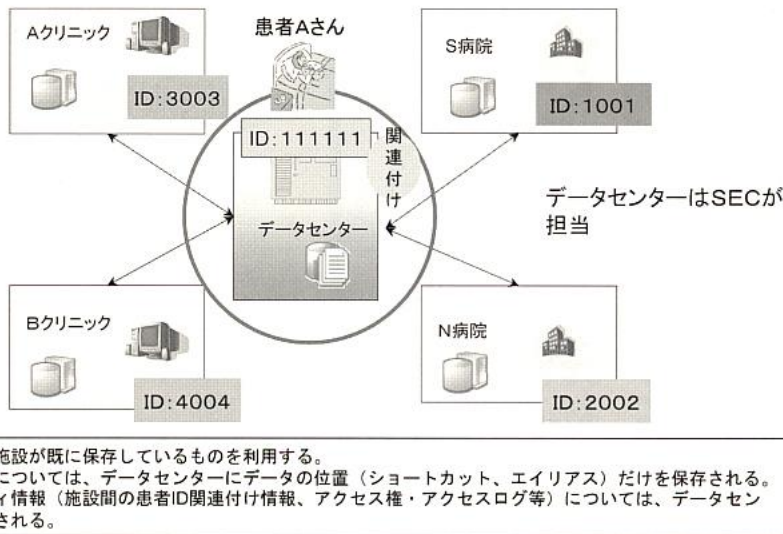 Aクリニック
ID:3003
患者Aさん
ID:111111
関連付け
データセンター
S病院
ID:1001
データセンターはSECが
担当
Bクリニック
ID:4004
N病院
ID:2002
施設が既に保存しているものを利用する。
については、データセンターにデータの位置（ショートカット、エイリアス）だけを保存される。
ィ情報（施設間の患者ID関連付け情報、アクセス権・アクセスログ等）については、データセン
される。